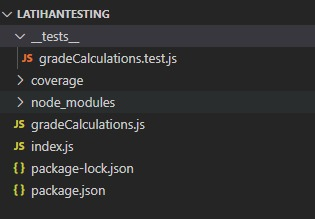 LATIHANTESTING
__tests__
JS gradeCalculations.test.js
coverage
node_modules
JS gradeCalculations.js
JS index.js
{ } package-lock.json
{ } package.json